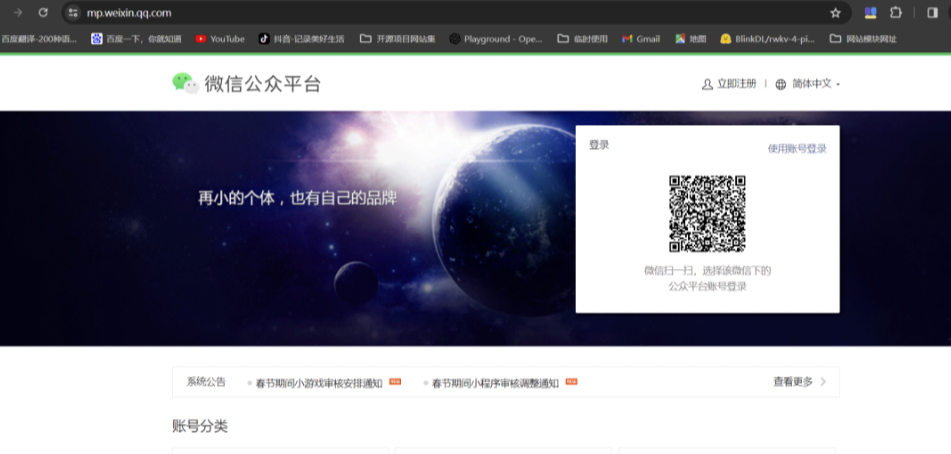 mp.weixin.qq.com
百度翻译-200种语... 百度一下，你就知道 YouTube 抖音-记录美好生活 开源项目网站集 Playground - Ope... 临时使用 Gmail 地图 BlinkDL/rwkv-4-pi... 网站模块网址
微信公众平台 立即注册 | 简体中文
登录 使用账号登录
再小的个体，也有自己的品牌
微信扫一扫，选择该微信下的
公众平台账号登录
系统公告 春节期间小游戏审核安排通知 春节期间小程序审核调整通知 查看更多
账号分类